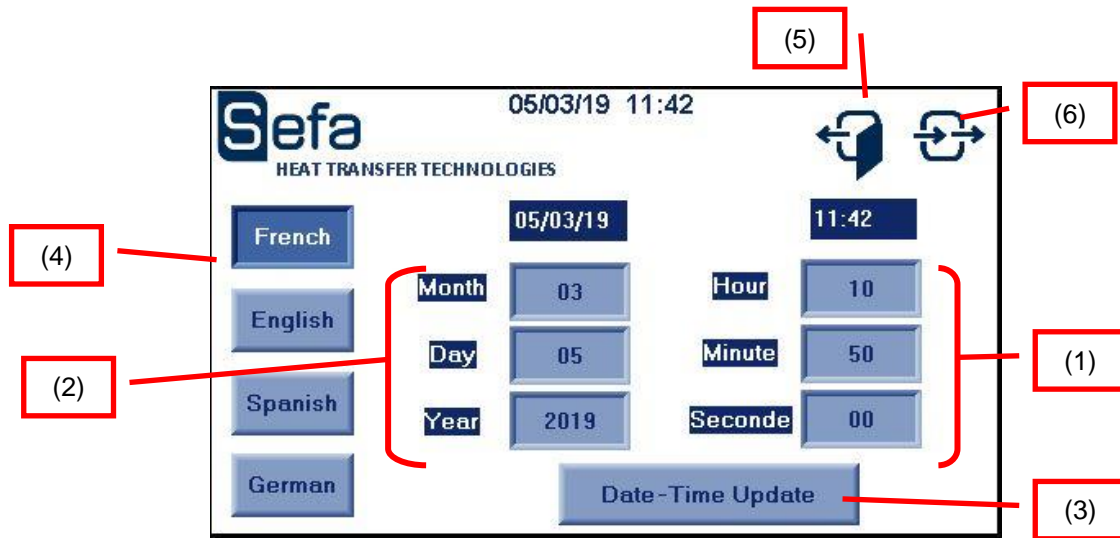 (5)
(6)
Sefa
05/03/19 11:42
HEAT TRANSFER TECHNOLOGIES
05/03/19
11:42
(4)
French
Month
03
Hour
10
English
Day
05
Minute
50
(2)
(1)
Spanish
Year
2019
Seconde
00
German
Date-Time Update
(3)